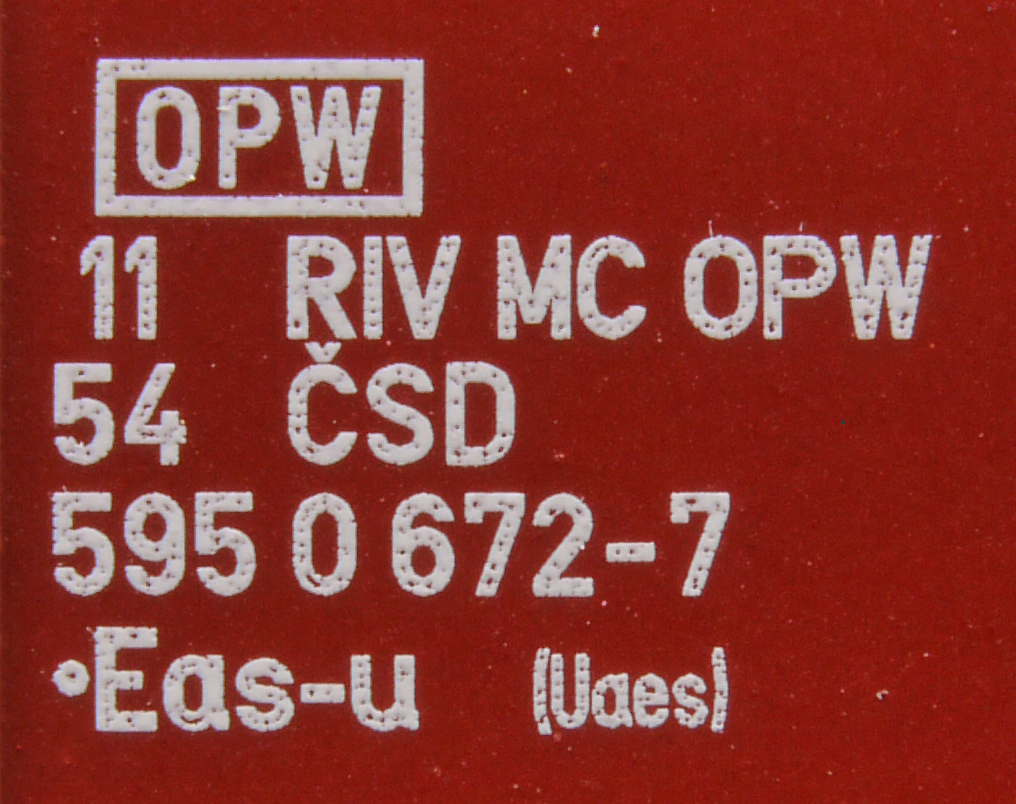 OPW
11 RIV MC OPW
54 ČSD
595 0 672-7
•Eas-u (Uaes)